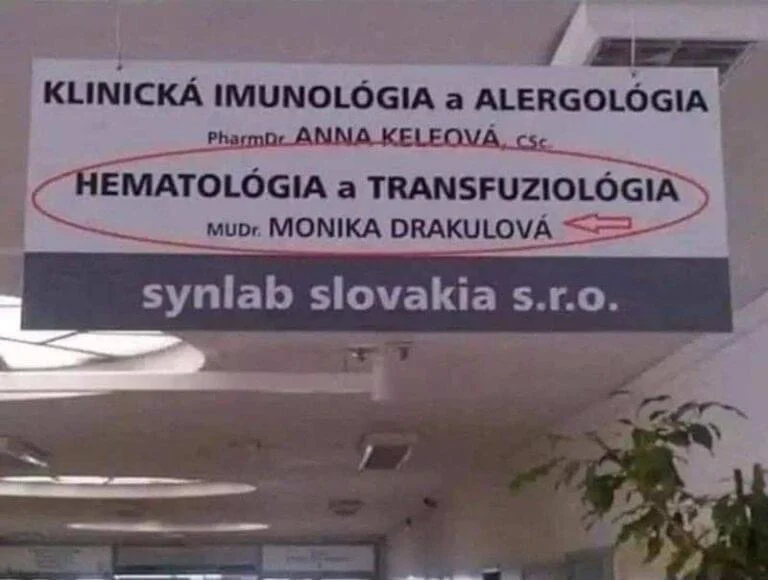 KLINICKÁ IMUNOLÓGIA a ALERGOLÓGIA
PharmDr. ANNA KELEOVÁ, CSc.
HEMATOLÓGIA a TRANSFUZIOLÓGIA
MUDr. MONIKA DRAKULOVÁ
synlab slovakia s.r.o.